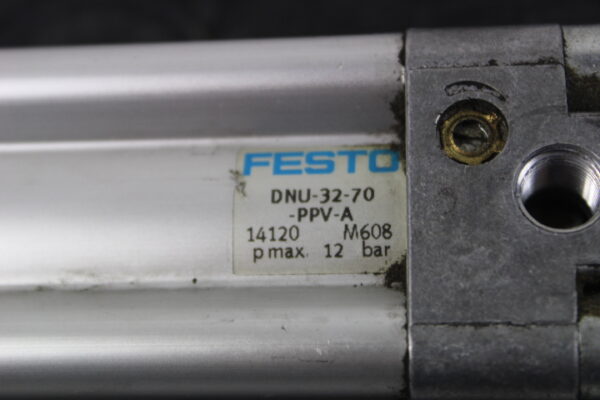 FESTO
DNU-32-70
-PPV-A
14120 M608
p max. 12 bar